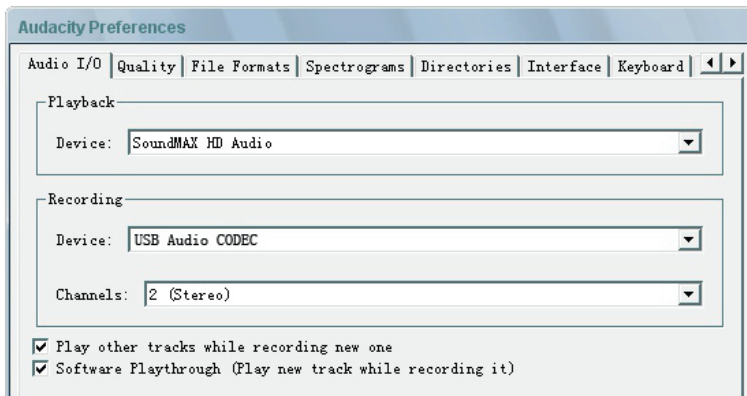 Audacity Preferences
Audio I/O Quality File Formats Spectrograms Directories Interface Keyboard
Playback
Device: SoundMAX HD Audio
Recording
Device: USB Audio CODEC
Channels: 2 (Stereo)
Play other tracks while recording new one
Software Playthrough (Play new track while recording it)